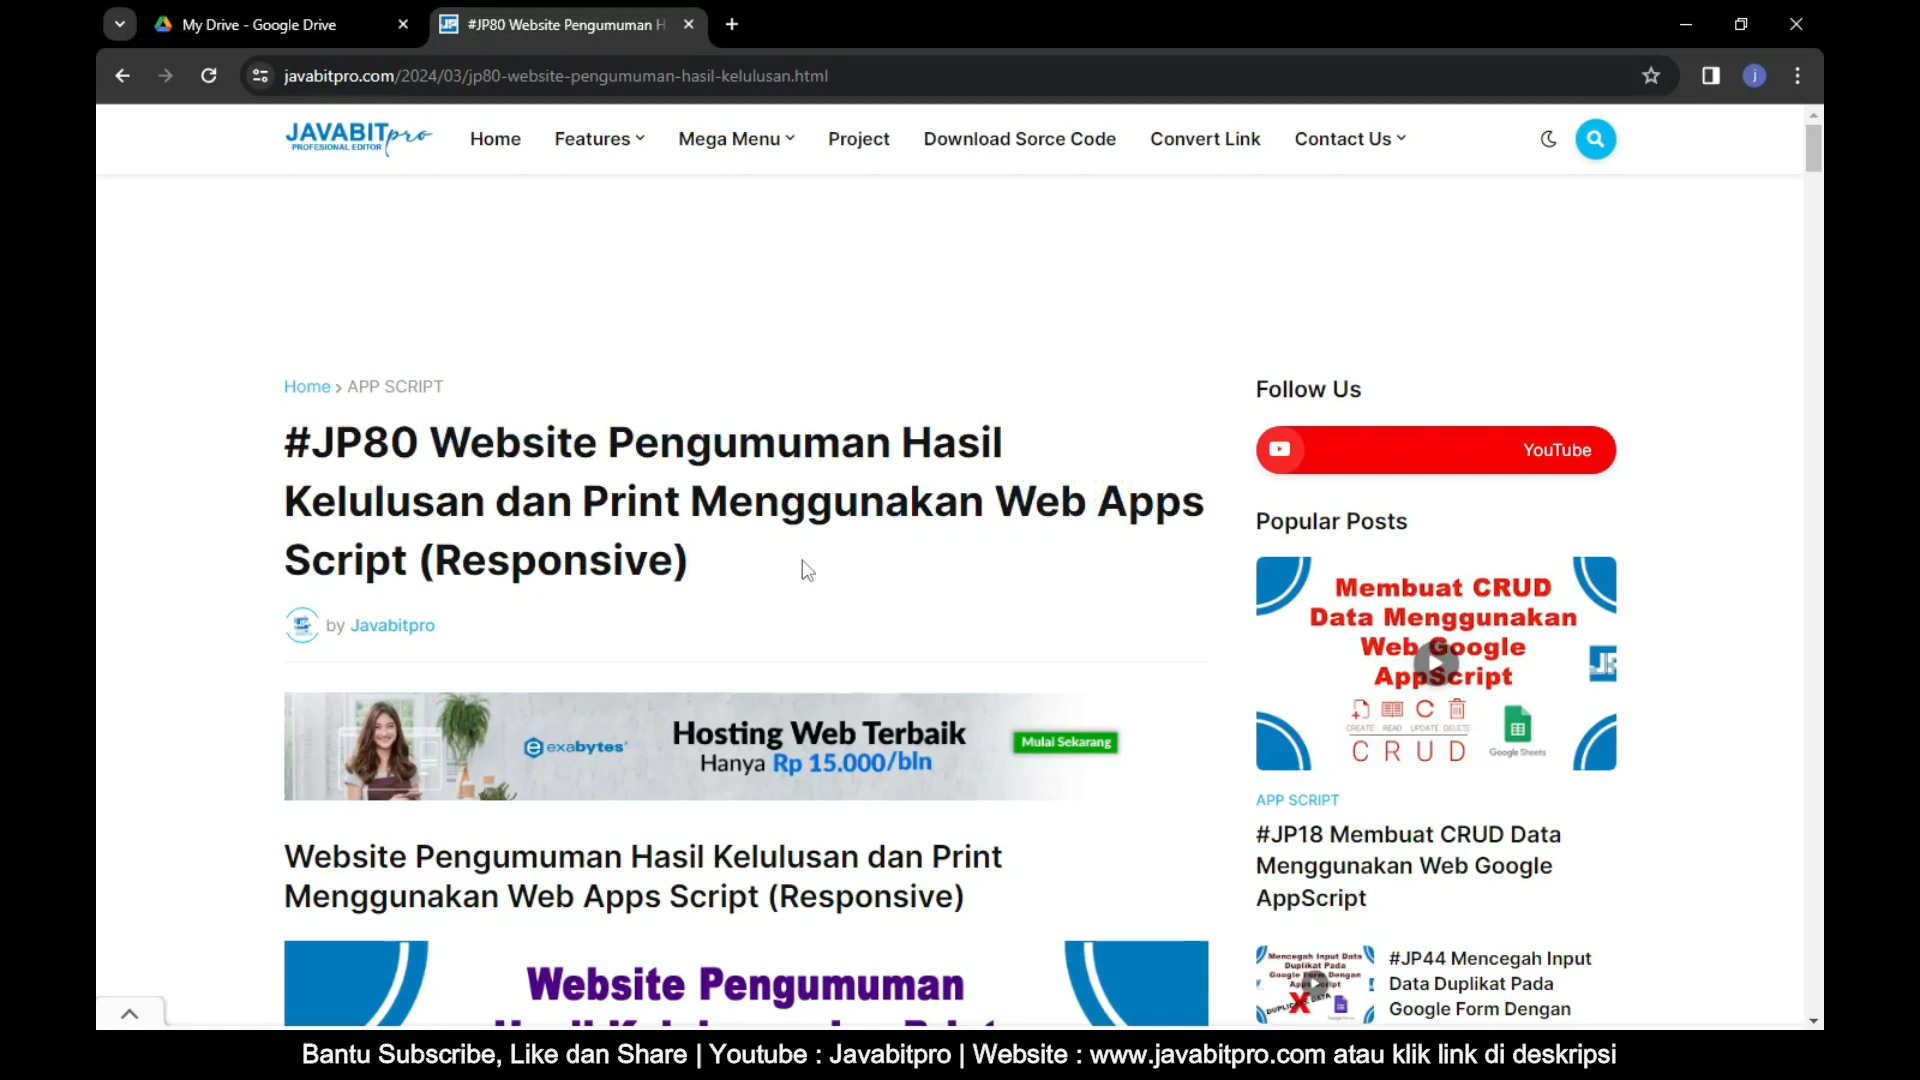 My Drive - Google Drive
#JP80 Website Pengumuman H
javabitpro.com/2024/03/jp80-website-pengumuman-hasil-kelulusan.html
j
JAVABITpro
PROFESIONAL EDITOR
Home
Features
Mega Menu
Project
Download Sorce Code
Convert Link
Contact Us
Home > APP SCRIPT
#JP80 Website Pengumuman Hasil
Kelulusan dan Print Menggunakan Web Apps
Script (Responsive)
by Javabitpro
exabytes
Hosting Web Terbaik
Hanya Rp 15.000/bln
Mulai Sekarang
Website Pengumuman Hasil Kelulusan dan Print
Menggunakan Web Apps Script (Responsive)
Website Pengumuman
Follow Us
YouTube
Popular Posts
Membuat CRUD
Data Menggunakan
Web Google
AppScript
CREATE READ UPDATE DELETE
C R U D
Google Sheets
APP SCRIPT
#JP18 Membuat CRUD Data
Menggunakan Web Google
AppScript
Mencegah Input Data
Duplikat Pada
Google Form Dengan
#JP44 Mencegah Input
Data Duplikat Pada
Google Form Dengan
Bantu Subscribe, Like dan Share | Youtube : Javabitpro | Website : www.javabitpro.com atau klik link di deskripsi